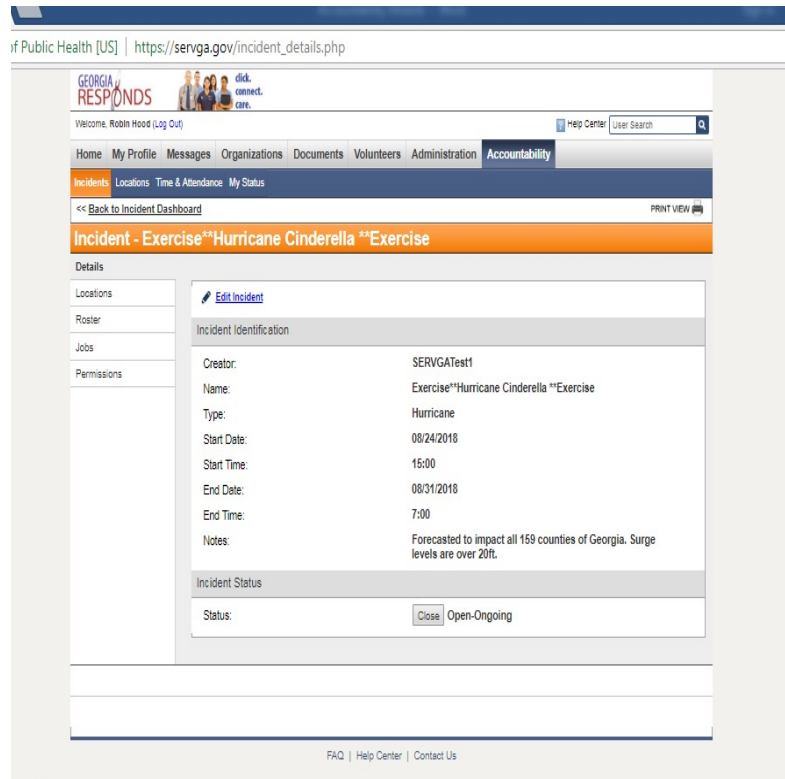 of Public Health [US] | https://servga.gov/incident_details.php
GEORGIA
RESPONDS
click.
connect.
care.
Welcome, Robin Hood (Log Out)
Help Center User Search
Home My Profile Messages Organizations Documents Volunteers Administration Accountability
Incidents Locations Time & Attendance My Status
<< Back to Incident Dashboard PRINT VIEW
Incident - Exercise**Hurricane Cinderella **Exercise
Details
Locations
Roster
Jobs
Permissions
Edit Incident
Incident Identification
Creator: SERVGATest1
Name: Exercise**Hurricane Cinderella **Exercise
Type: Hurricane
Start Date: 08/24/2018
Start Time: 15:00
End Date: 08/31/2018
End Time: 7:00
Notes: Forecasted to impact all 159 counties of Georgia. Surge
levels are over 20ft.
Incident Status
Status: Close Open-Ongoing
FAQ | Help Center | Contact Us